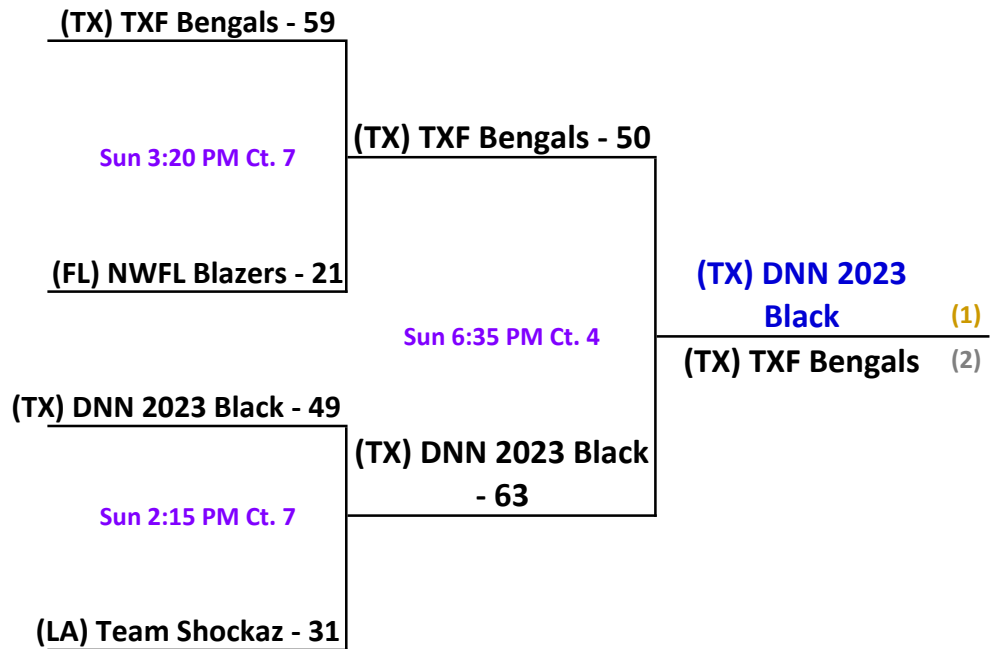 (TX) TXF Bengals - 59
Sun 3:20 PM Ct. 7
(TX) TXF Bengals - 50
(FL) NWFL Blazers - 21
Sun 6:35 PM Ct. 4
(TX) DNN 2023
Black (1)
(TX) TXF Bengals (2)
(TX) DNN 2023 Black - 49
(TX) DNN 2023 Black
- 63
Sun 2:15 PM Ct. 7
(LA) Team Shockaz - 31